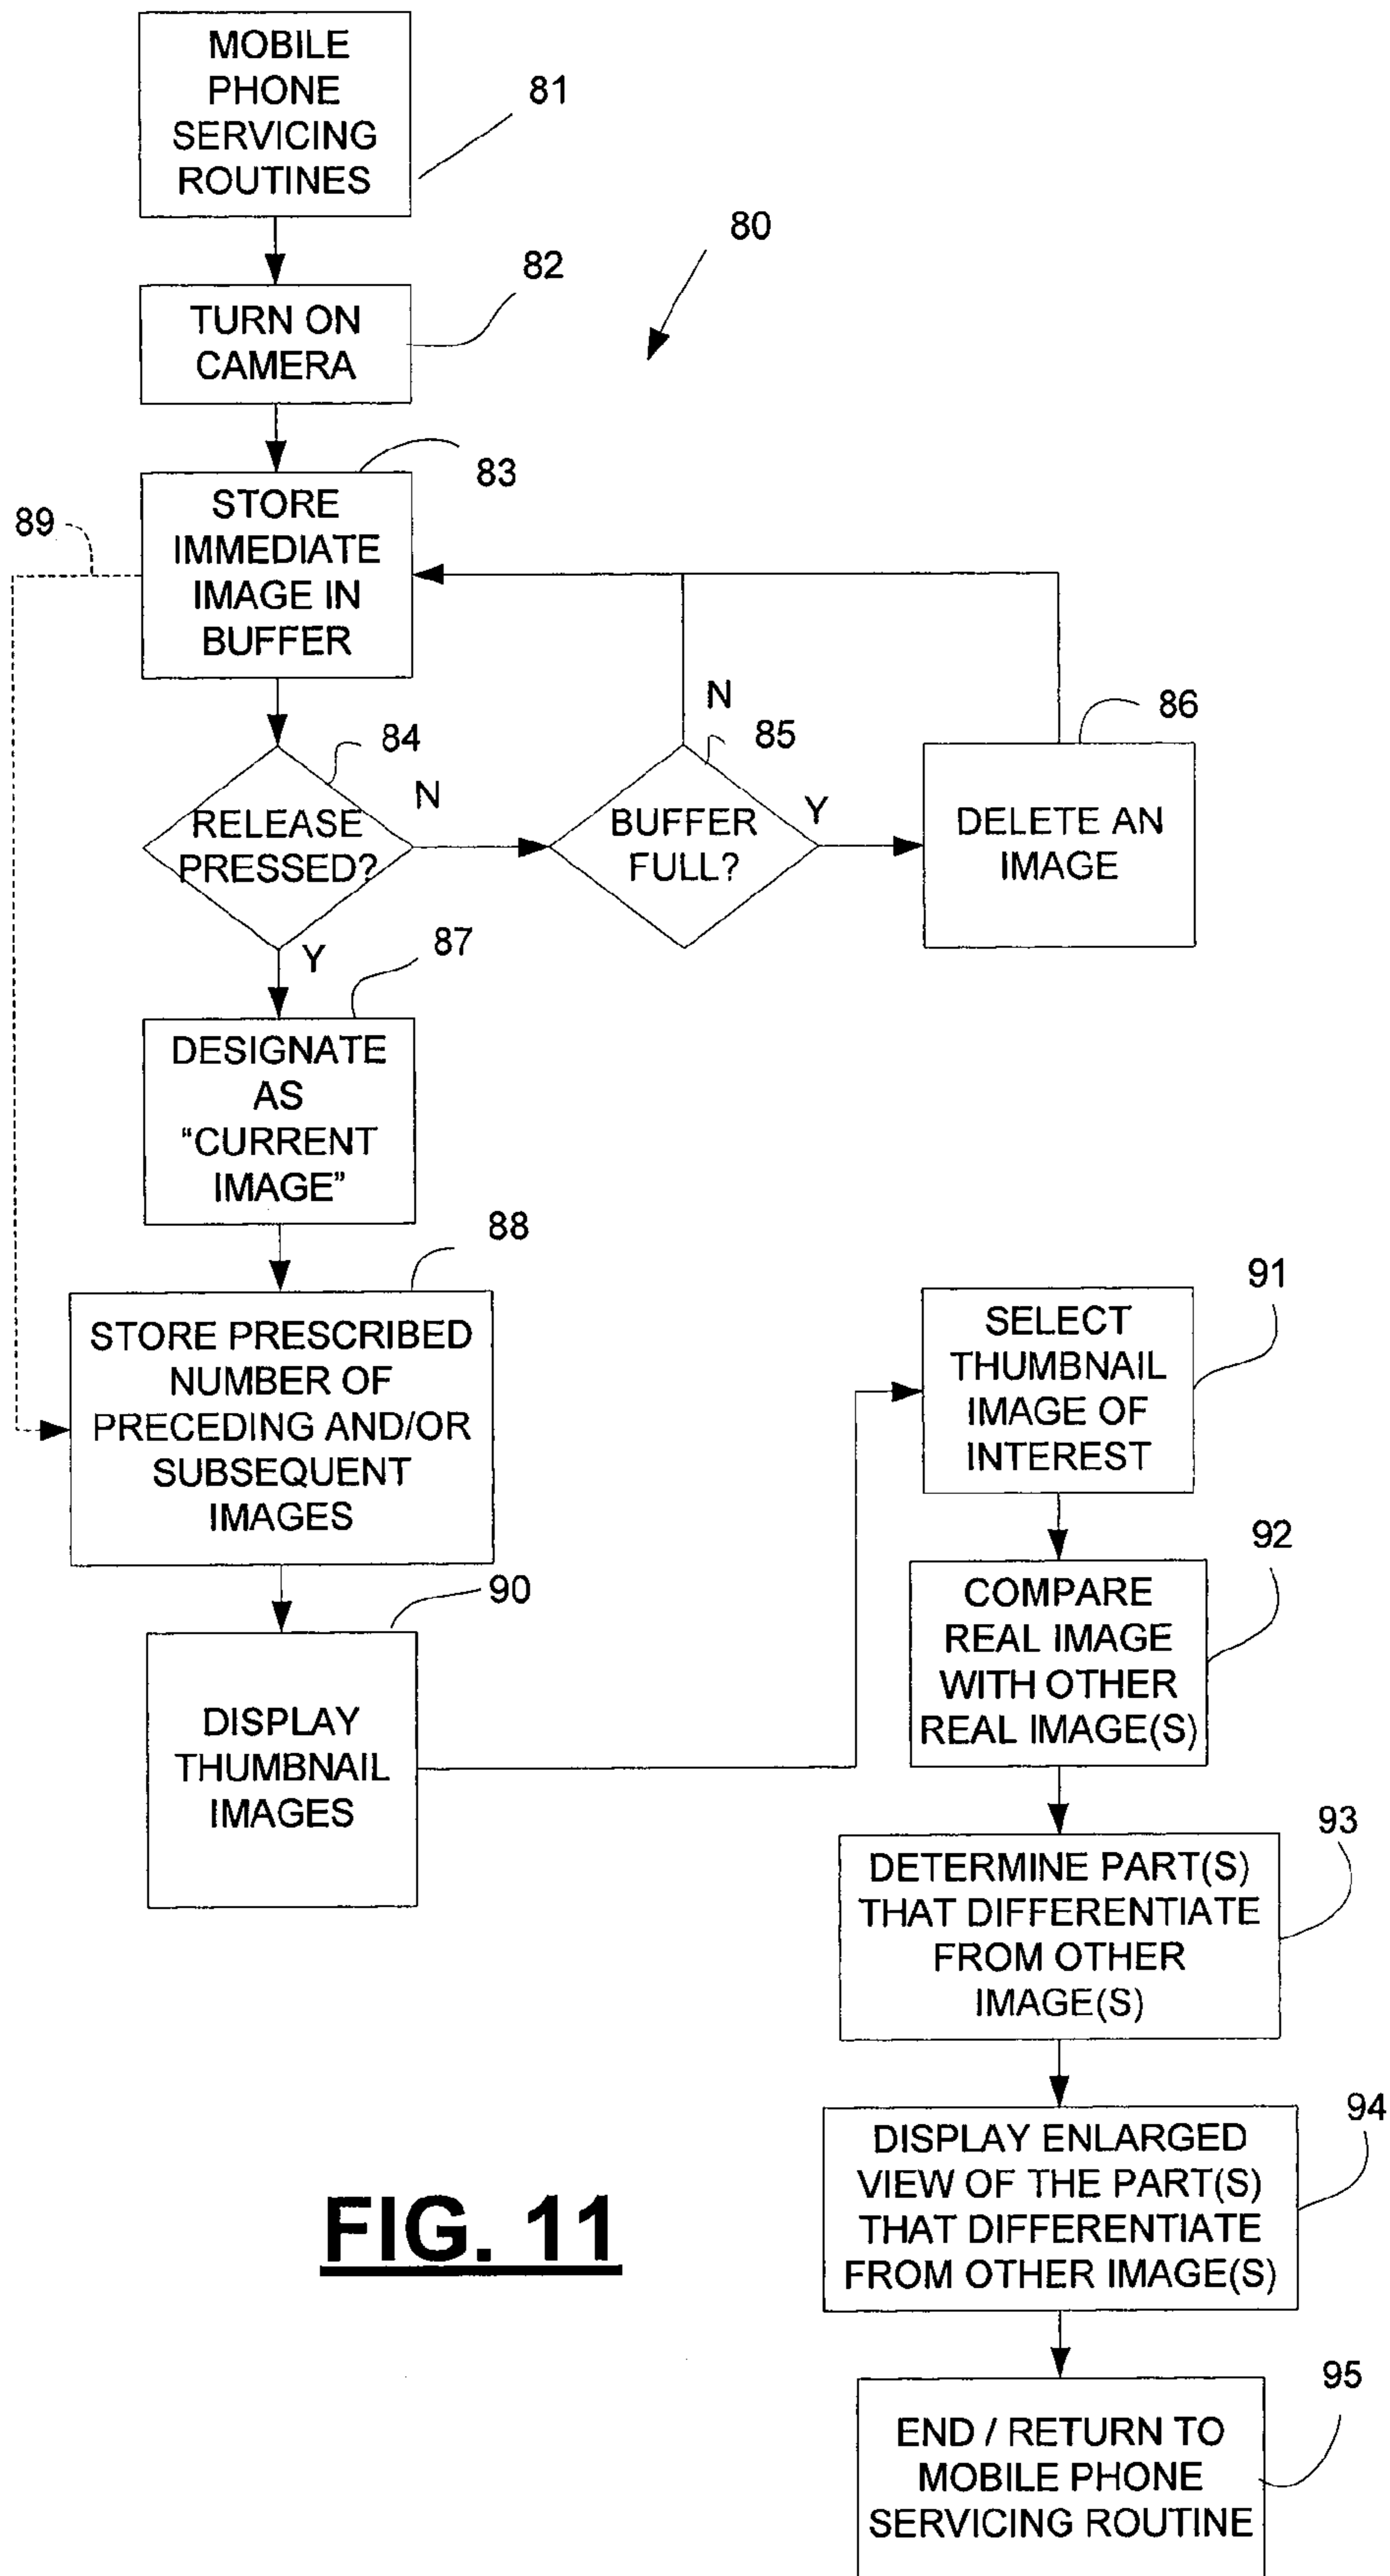 MOBILE
PHONE
SERVICING
ROUTINES
81
80
TURN ON
CAMERA
82
STORE
IMMEDIATE
IMAGE IN
BUFFER
83
89
RELEASE
PRESSED?
84
N
BUFFER
FULL?
85
N
Y
DELETE AN
IMAGE
86
Y
DESIGNATE
AS
“CURRENT
IMAGE”
87
STORE PRESCRIBED
NUMBER OF
PRECEDING AND/OR
SUBSEQUENT
IMAGES
88
DISPLAY
THUMBNAIL
IMAGES
90
SELECT
THUMBNAIL
IMAGE OF
INTEREST
91
COMPARE
REAL IMAGE
WITH OTHER
REAL IMAGE(S)
92
DETERMINE PART(S)
THAT DIFFERENTIATE
FROM OTHER
IMAGE(S)
93
DISPLAY ENLARGED
VIEW OF THE PART(S)
THAT DIFFERENTIATE
FROM OTHER IMAGE(S)
94
END / RETURN TO
MOBILE PHONE
SERVICING ROUTINE
95
FIG. 11